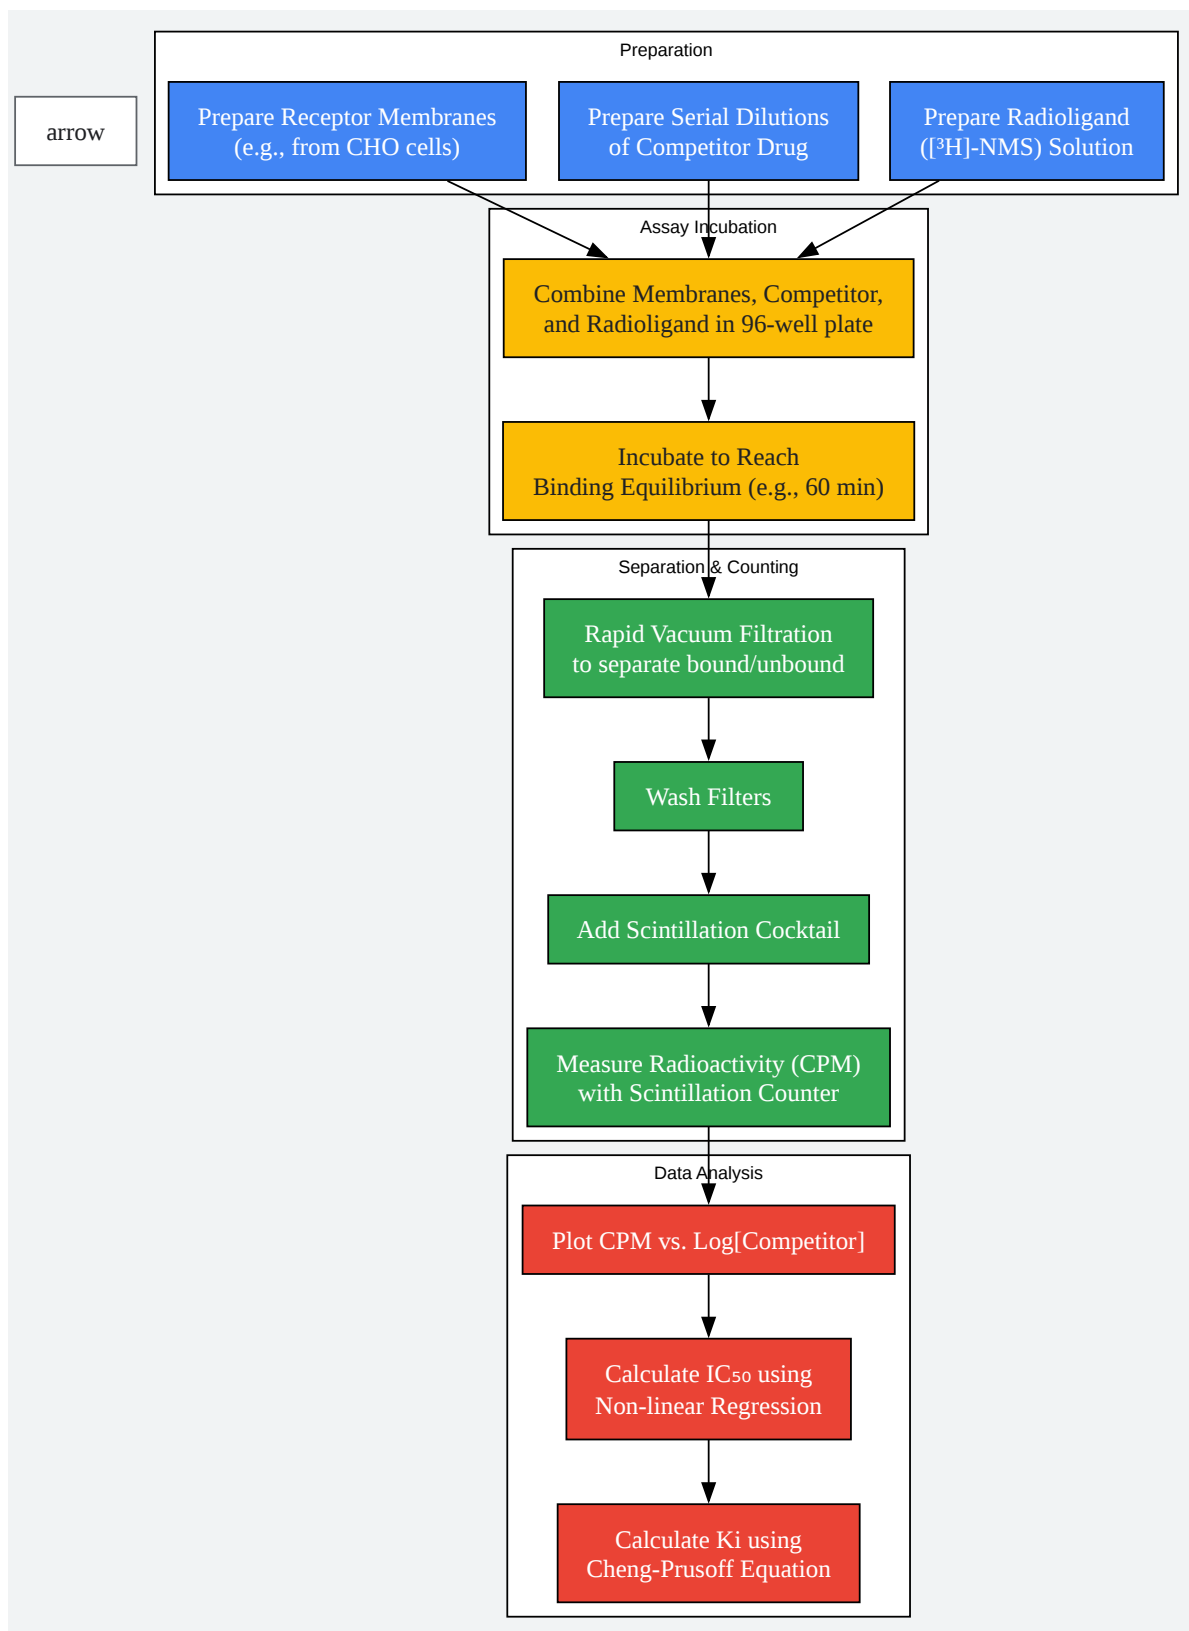 Preparation
arrow
Prepare Receptor Membranes
(e.g., from CHO cells)
Prepare Serial Dilutions
of Competitor Drug
Prepare Radioligand
([³H]-NMS) Solution
Assay Incubation
Combine Membranes, Competitor,
and Radioligand in 96-well plate
Incubate to Reach
Binding Equilibrium (e.g., 60 min)
Separation & Counting
Rapid Vacuum Filtration
to separate bound/unbound
Wash Filters
Add Scintillation Cocktail
Measure Radioactivity (CPM)
with Scintillation Counter
Data Analysis
Plot CPM vs. Log[Competitor]
Calculate IC₅₀ using
Non-linear Regression
Calculate Ki using
Cheng-Prusoff Equation